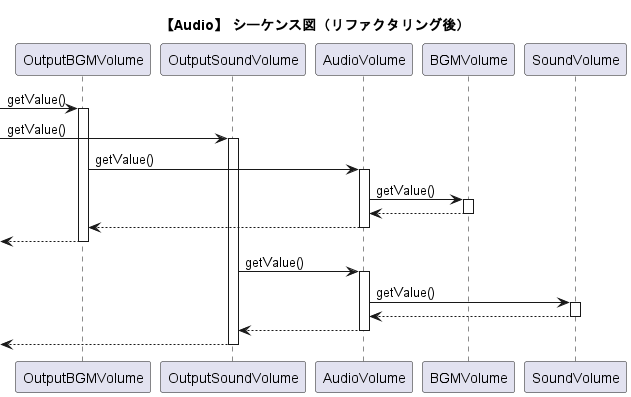 【Audio】 シーケンス図（リファクタリング後）
OutputBGMVolume OutputSoundVolume AudioVolume BGMVolume SoundVolume
getValue()
getValue()
getValue()
getValue()
getValue()
getValue()
OutputBGMVolume OutputSoundVolume AudioVolume BGMVolume SoundVolume